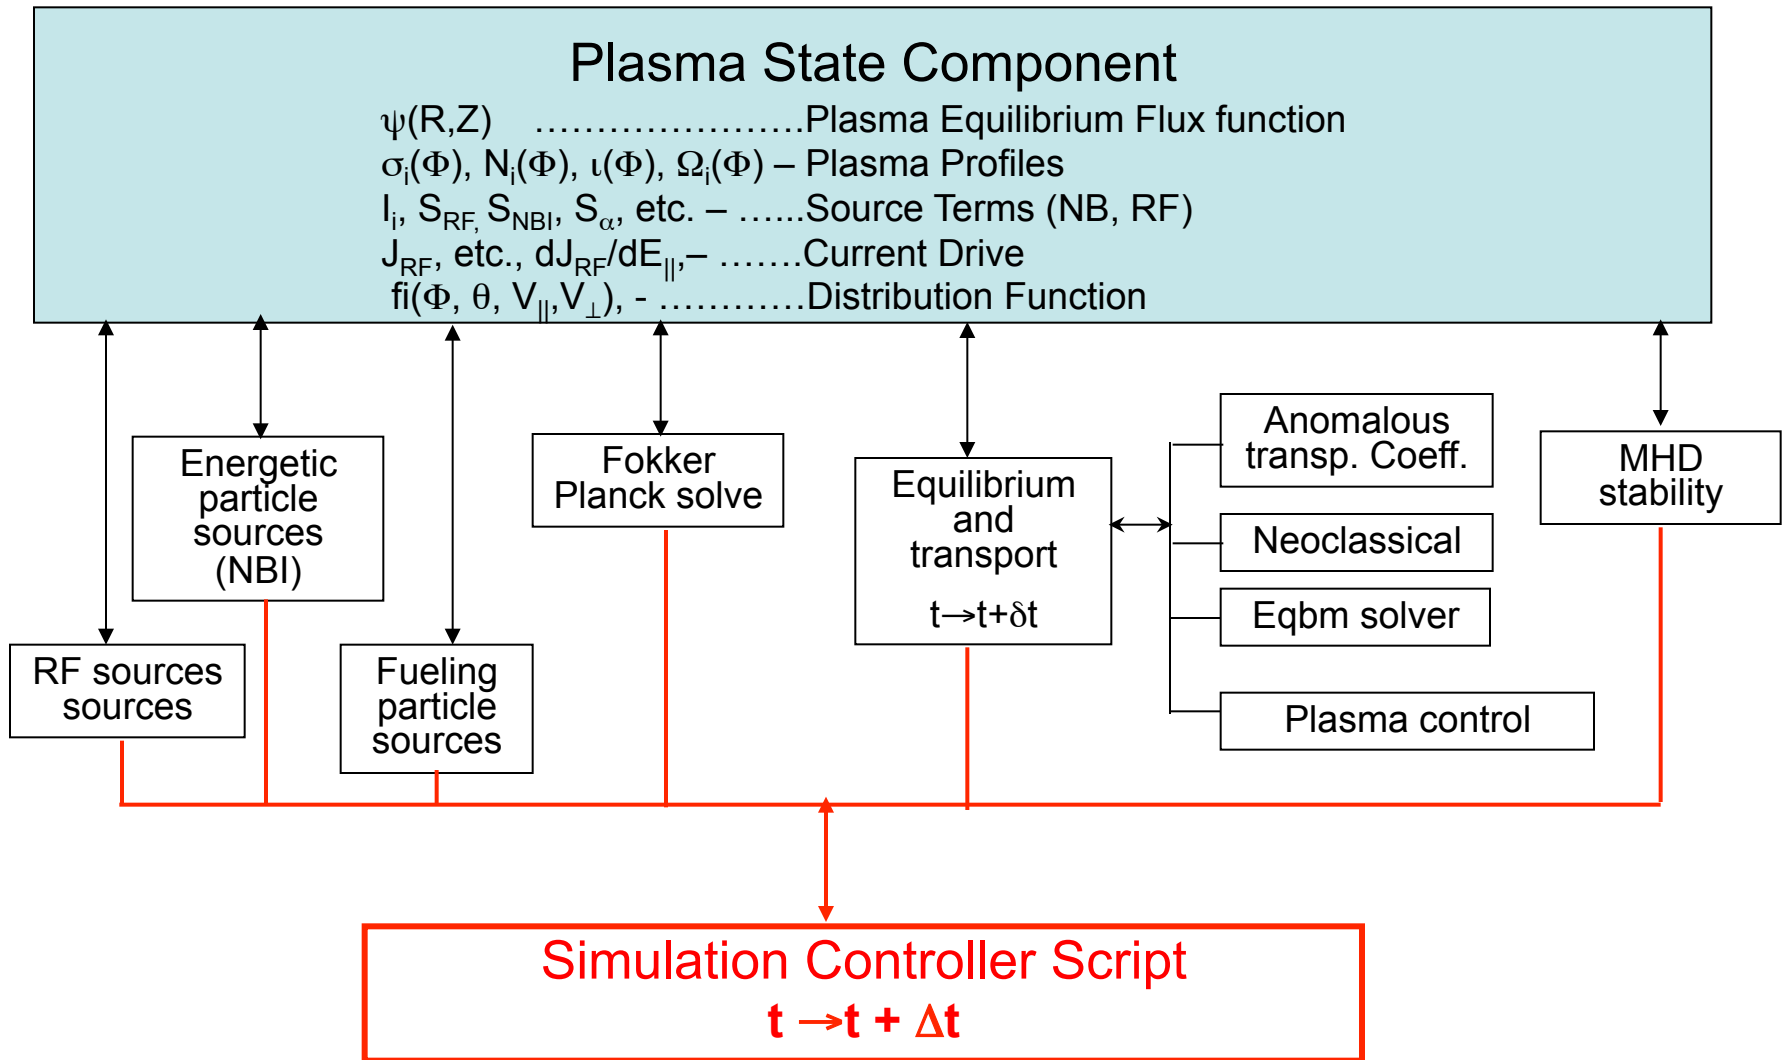 Plasma State Component
ψ(R,Z) …………………..Plasma Equilibrium Flux function
σi(Φ), Ni(Φ), ι(Φ), Ωi(Φ) – Plasma Profiles
Ii, SRF, SNBI, Sα, etc. – …...Source Terms (NB, RF)
JRF, etc., dJRF/dE||,– …….Current Drive
fi(Φ, θ, V||,V⊥), - …………Distribution Function
Energetic
particle
sources
(NBI)
Fokker
Planck solve
Equilibrium
and
transport
t→t+δt
Anomalous
transp. Coeff.
Neoclassical
Eqbm solver
Plasma control
MHD
stability
RF sources
sources
Fueling
particle
sources
Simulation Controller Script
t →t + Δt